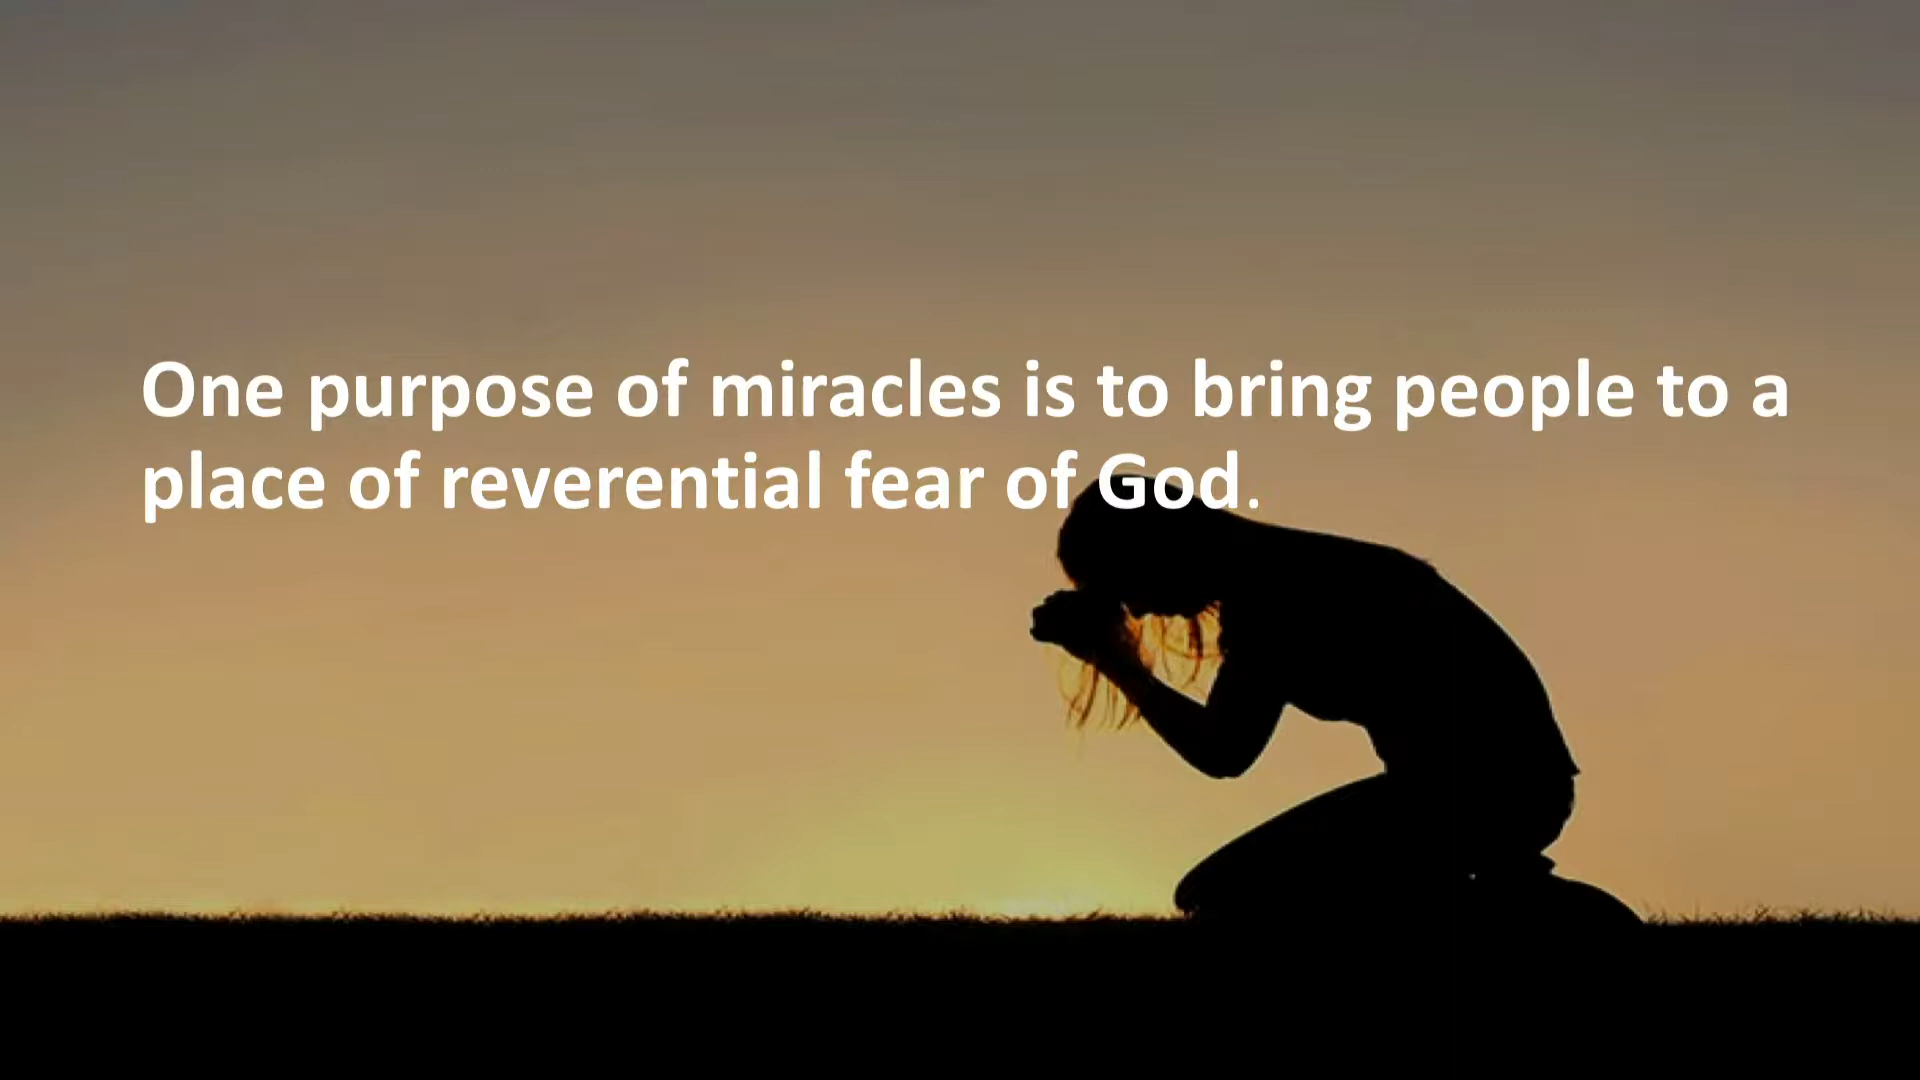 One purpose of miracles is to bring people to a
place of reverential fear of God.